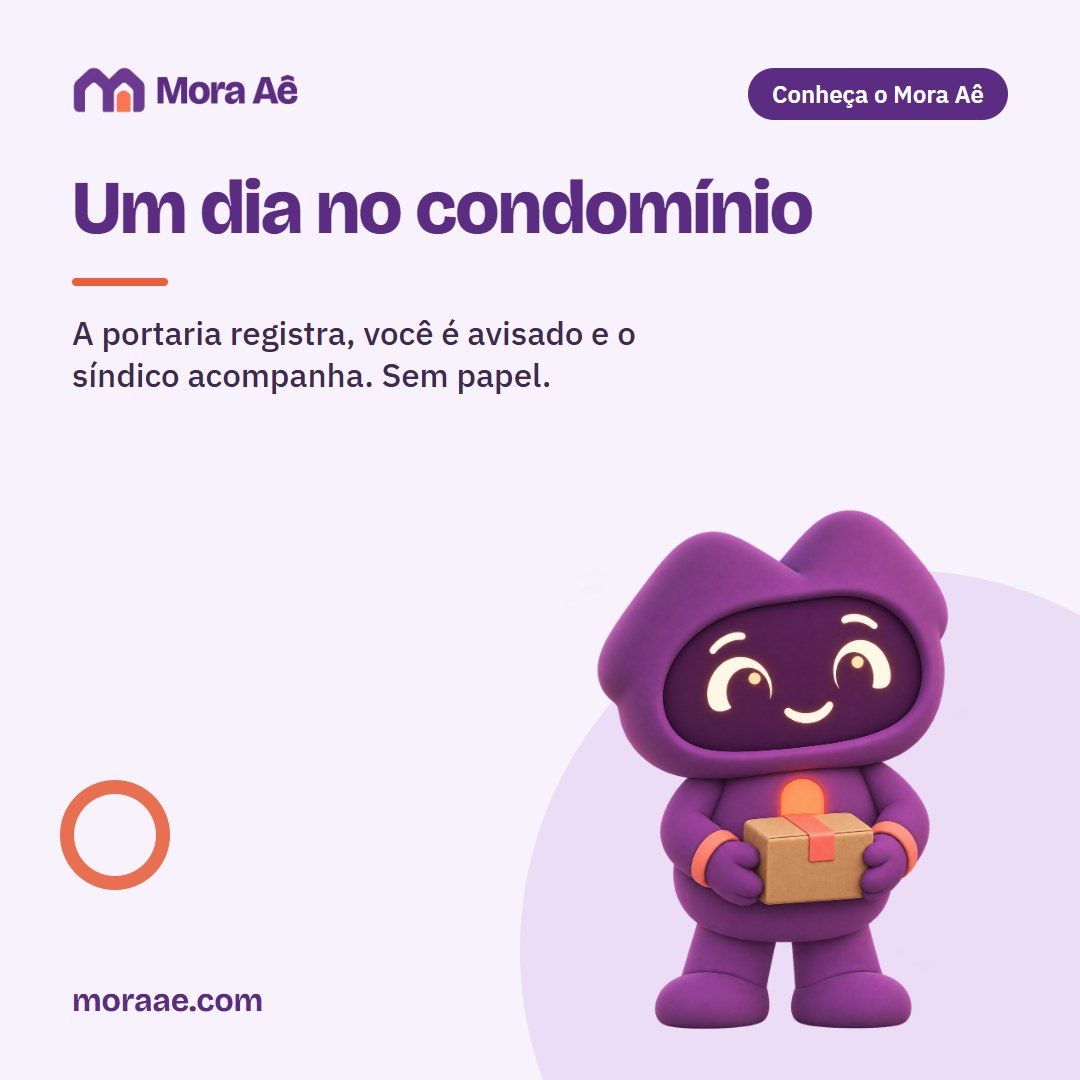 Mora Aê
Conheça o Mora Aê
Um dia no condomínio
A portaria registra, você é avisado e o
síndico acompanha. Sem papel.
moraae.com